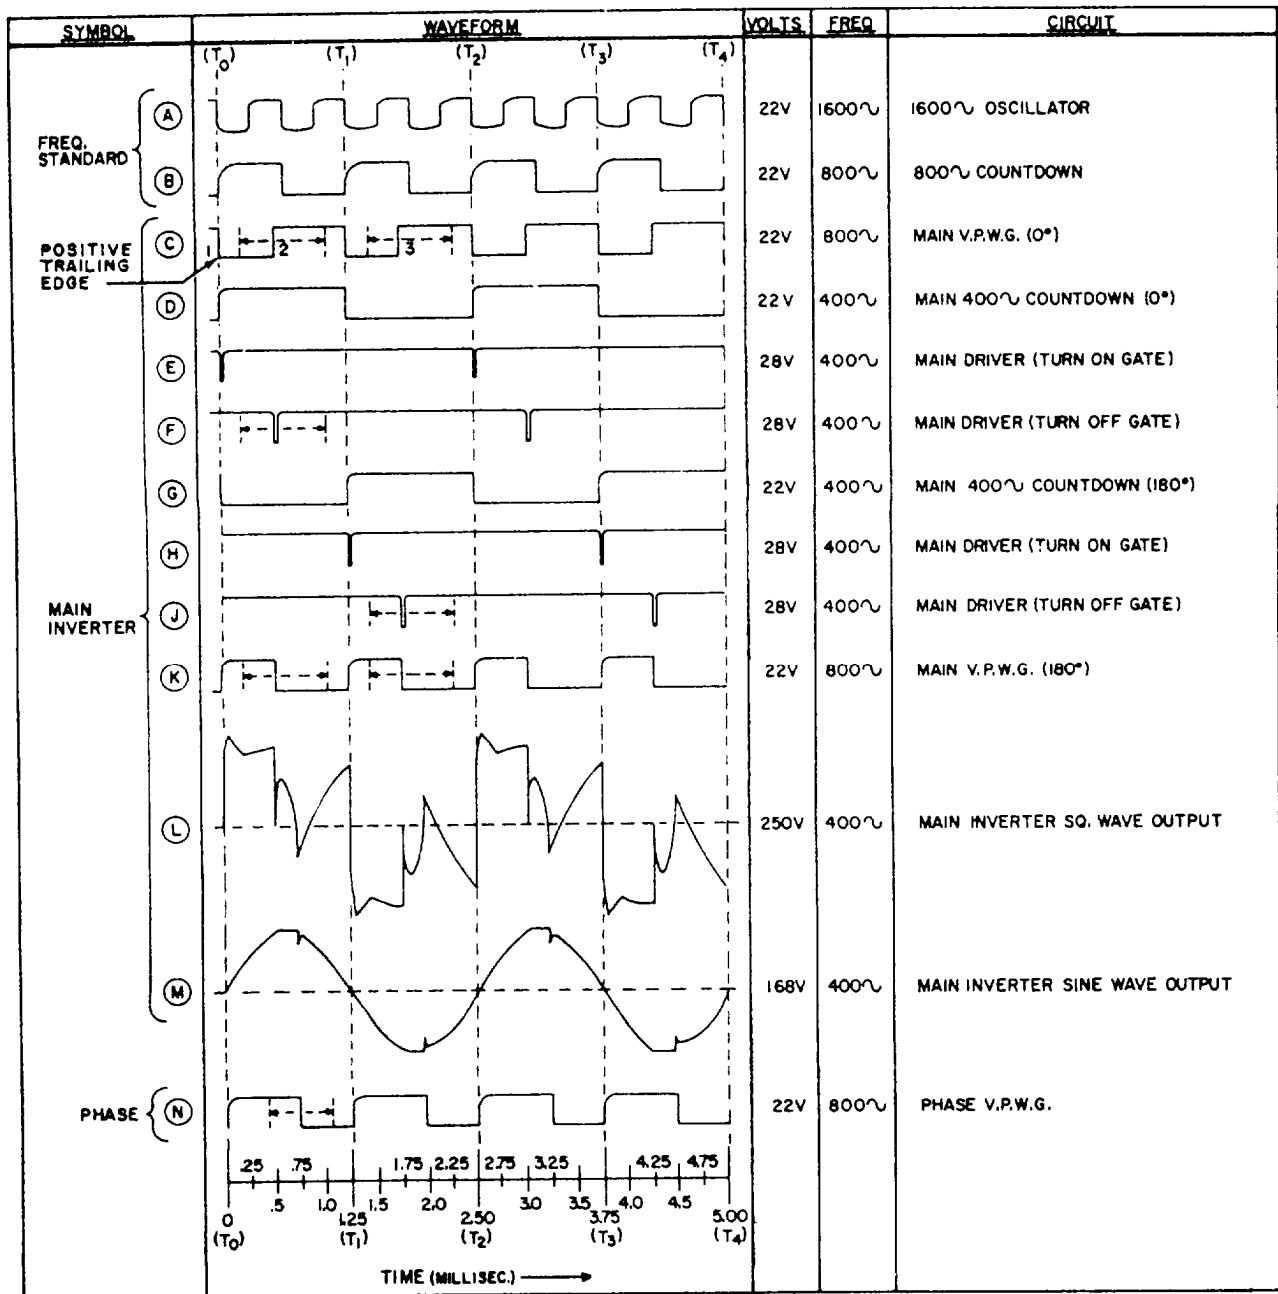 SYMBOL WAVEFORM VOLTS FREQ CIRCUIT
(T0) (T1) (T2) (T3) (T4)
A 22V 1600∿ 1600∿ OSCILLATOR
FREQ.
STANDARD
B 22V 800∿ 800∿ COUNTDOWN
C 1 2 3 22V 800∿ MAIN V.P.W.G. (0°)
POSITIVE
TRAILING
EDGE
D 22V 400∿ MAIN 400∿ COUNTDOWN (0°)
E 28V 400∿ MAIN DRIVER (TURN ON GATE)
F 28V 400∿ MAIN DRIVER (TURN OFF GATE)
G 22V 400∿ MAIN 400∿ COUNTDOWN (180°)
H 28V 400∿ MAIN DRIVER (TURN ON GATE)
J 28V 400∿ MAIN DRIVER (TURN OFF GATE)
MAIN
INVERTER
K 22V 800∿ MAIN V.P.W.G. (180°)
L 250V 400∿ MAIN INVERTER SQ. WAVE OUTPUT
M 168V 400∿ MAIN INVERTER SINE WAVE OUTPUT
PHASE N 22V 800∿ PHASE V.P.W.G.
.25 .75 1.75 2.25 2.75 3.25 4.25 4.75
.5 1.0 1.5 2.0 3.0 3.5 4.0 4.5
0 1.25 2.50 3.75 5.00
(T0) (T1) (T2) (T3) (T4)
TIME (MILLISEC.)